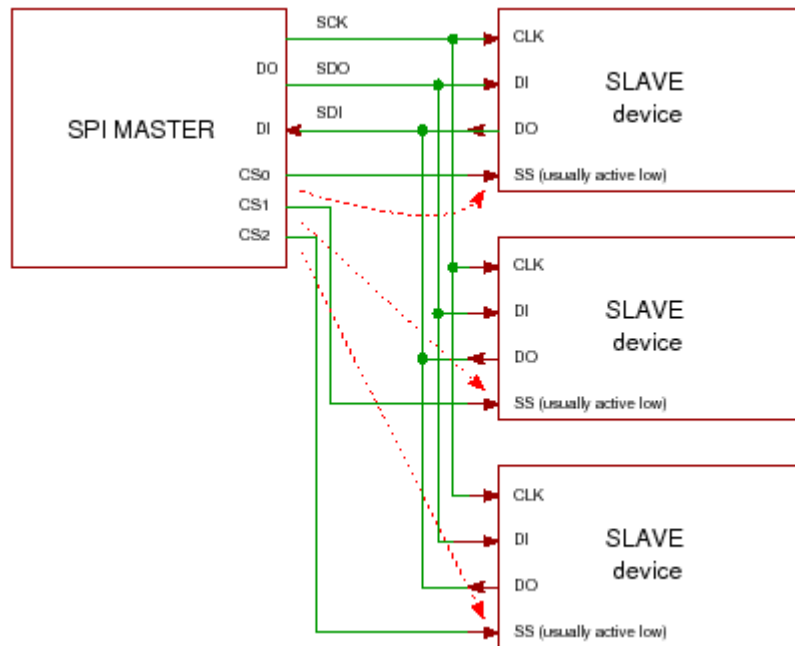 SCK
DO
SDO
SDI
SPI MASTER
DI
CS0
CS1
CS2
CLK
DI
SLAVE
device
DO
SS (usually active low)
CLK
DI
SLAVE
device
DO
SS (usually active low)
CLK
DI
SLAVE
device
DO
SS (usually active low)